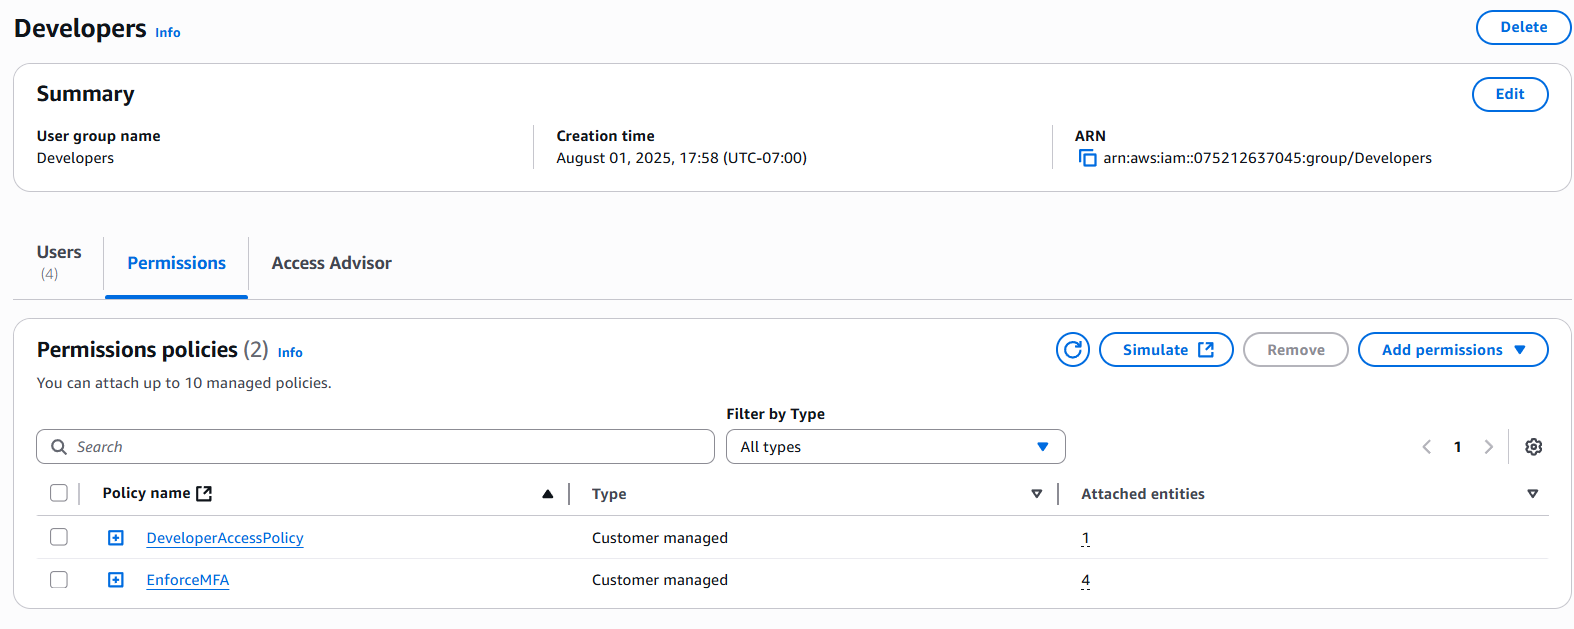 Developers Info
Delete
Summary
Edit
User group name
Developers
Creation time
August 01, 2025, 17:58 (UTC-07:00)
ARN
arn:aws:iam::075212637045:group/Developers
Users
(4)
Permissions
Access Advisor
Permissions policies (2) Info
Simulate
Remove
Add permissions
You can attach up to 10 managed policies.
Filter by Type
Search
All types
1
Policy name Type Attached entities
DeveloperAccessPolicy Customer managed 1
EnforceMFA Customer managed 4